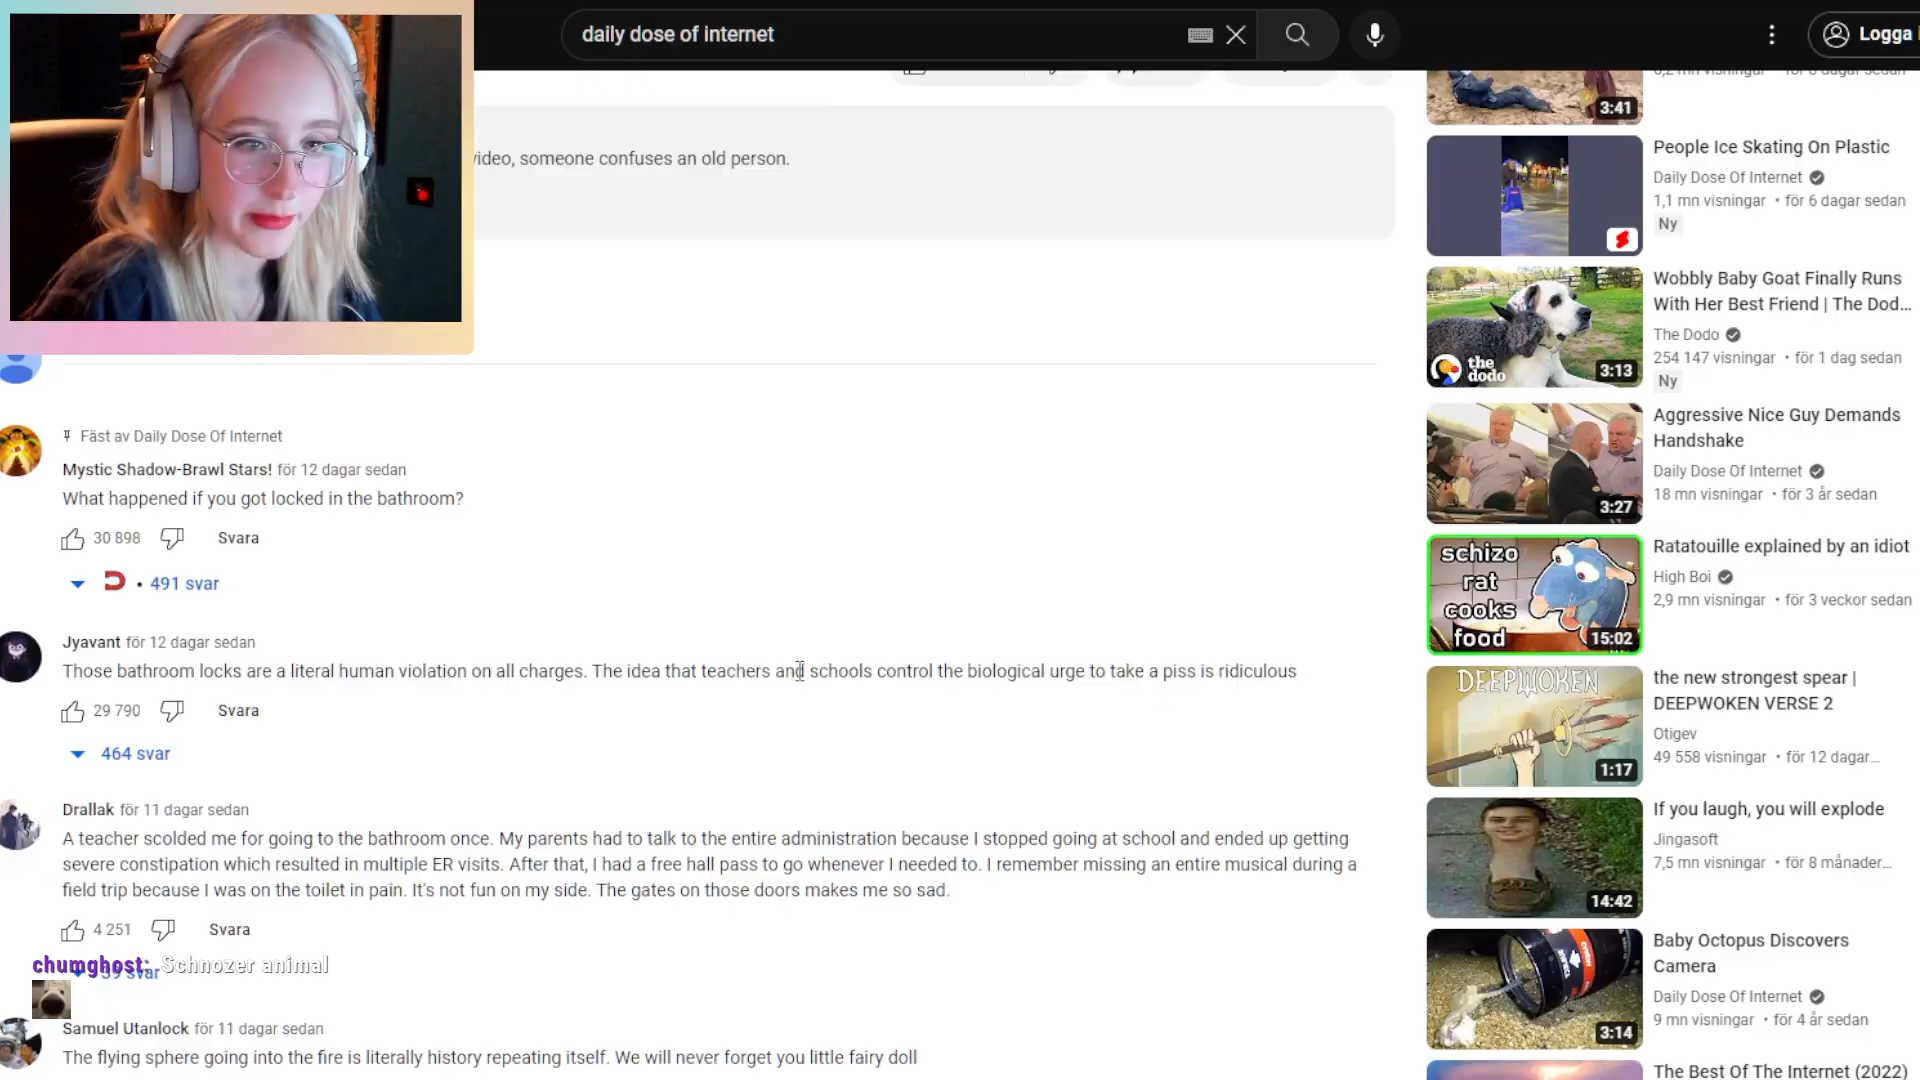 daily dose of internet
Logga
video, someone confuses an old person.
Fäst av Daily Dose Of Internet
Mystic Shadow-Brawl Stars! för 12 dagar sedan
What happened if you got locked in the bathroom?
30 898 Svara
• 491 svar
Jyavant för 12 dagar sedan
Those bathroom locks are a literal human violation on all charges. The idea that teachers and schools control the biological urge to take a piss is ridiculous
29 790 Svara
464 svar
Drallak för 11 dagar sedan
A teacher scolded me for going to the bathroom once. My parents had to talk to the entire administration because I stopped going at school and ended up getting
severe constipation which resulted in multiple ER visits. After that, I had a free hall pass to go whenever I needed to. I remember missing an entire musical during a
field trip because I was on the toilet in pain. It's not fun on my side. The gates on those doors makes me so sad.
4 251 Svara
chumghost: Schnozer animal
svar
Samuel Utanlock för 11 dagar sedan
The flying sphere going into the fire is literally history repeating itself. We will never forget you little fairy doll
3:41
People Ice Skating On Plastic
Daily Dose Of Internet
1,1 mn visningar • för 6 dagar sedan
Ny
the
dodo
3:13
Wobbly Baby Goat Finally Runs
With Her Best Friend | The Dod...
The Dodo
254 147 visningar • för 1 dag sedan
Ny
3:27
Aggressive Nice Guy Demands
Handshake
Daily Dose Of Internet
18 mn visningar • för 3 år sedan
schizo
rat
cooks
food
15:02
Ratatouille explained by an idiot
High Boi
2,9 mn visningar • för 3 veckor sedan
DEEPWOKEN
1:17
the new strongest spear |
DEEPWOKEN VERSE 2
Otigev
49 558 visningar • för 12 dagar...
14:42
If you laugh, you will explode
Jingasoft
7,5 mn visningar • för 8 månader...
3:14
Baby Octopus Discovers
Camera
Daily Dose Of Internet
9 mn visningar • för 4 år sedan
The Best Of The Internet (2022)